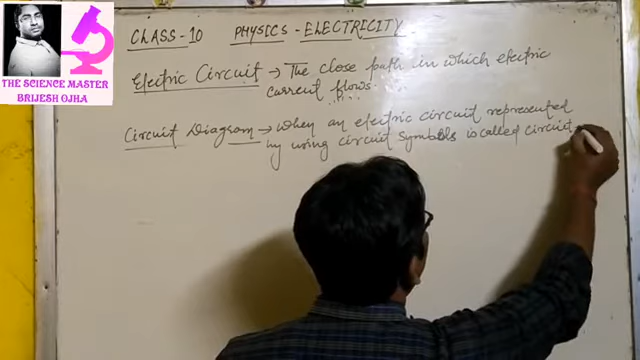 THE SCIENCE MASTER
BRIJESH OJHA
CLASS-10 PHYSICS - ELECTRICITY
Electric Circuit → The close path in which electric
current flows.
Circuit Diagram → When an electric circuit represented
by using circuit symbols is called circuit